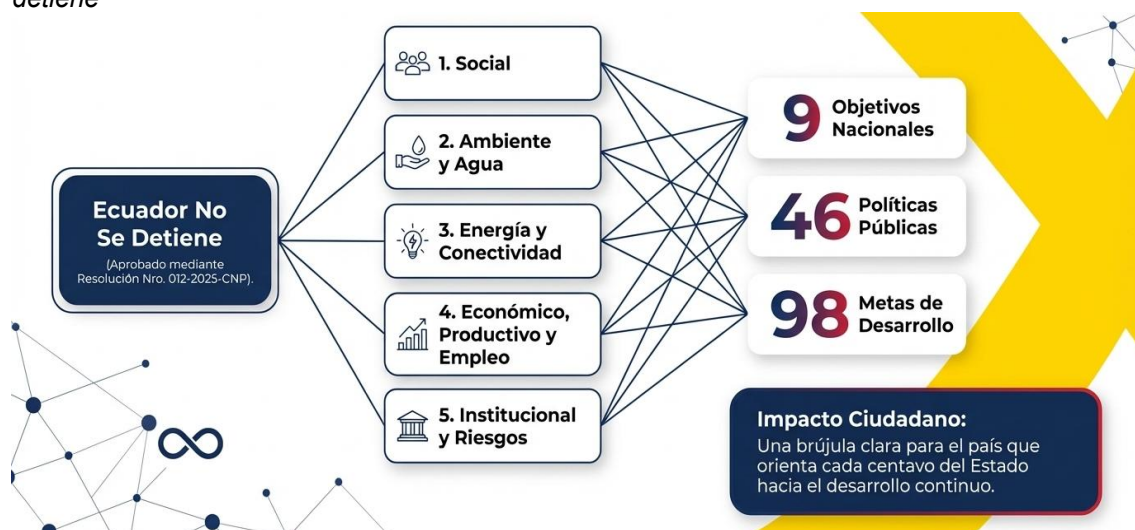 detiene
Ecuador No
Se Detiene
(Aprobado mediante
Resolución Nro. 012-2025-CNP).
1. Social
2. Ambiente
y Agua
3. Energía y
Conectividad
4. Económico,
Productivo y
Empleo
5. Institucional
y Riesgos
9 Objetivos
Nacionales
46 Políticas
Públicas
98 Metas de
Desarrollo
Impacto Ciudadano:
Una brújula clara para el país que
orienta cada centavo del Estado
hacia el desarrollo continuo.